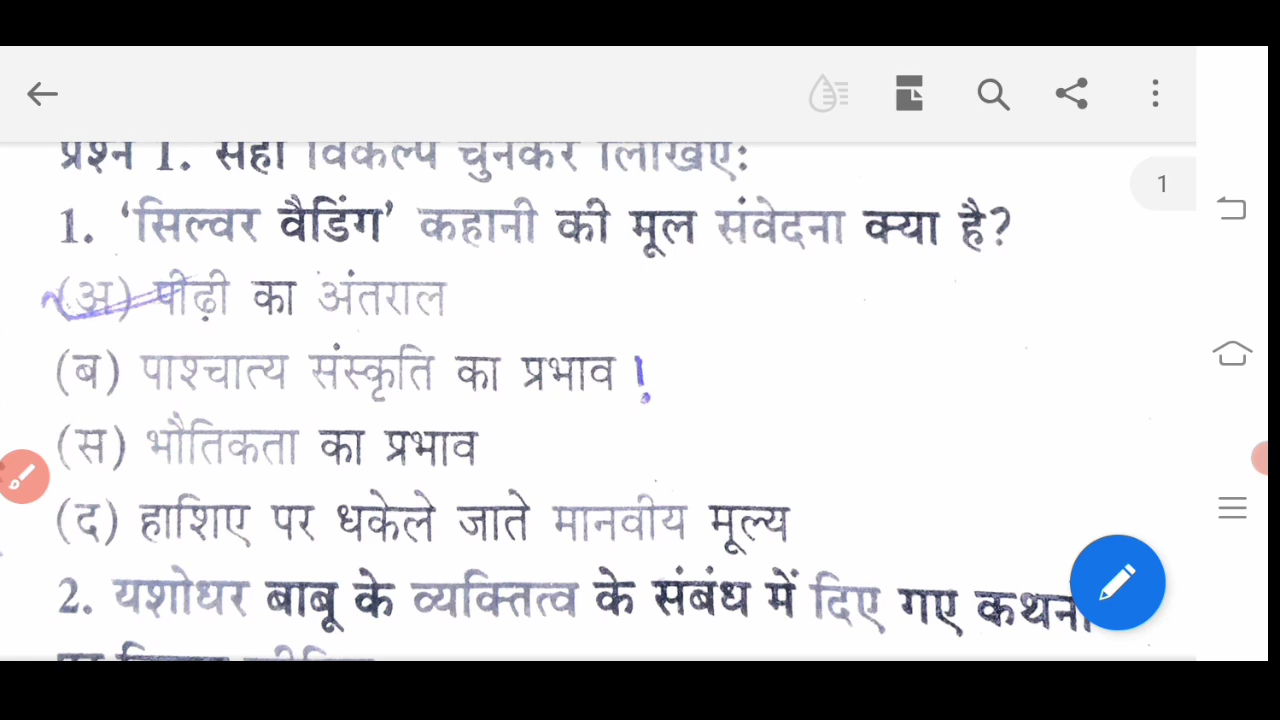 1
प्रश्न 1. सही विकल्प चुनकर लिखिएः
1. ‘सिल्वर वैडिंग’ कहानी की मूल संवेदना क्या है?
(अ) पीढ़ी का अंतराल
(ब) पाश्चात्य संस्कृति का प्रभाव !
(स) भौतिकता का प्रभाव
(द) हाशिए पर धकेले जाते मानवीय मूल्य
2. यशोधर बाबू के व्यक्तित्व के संबंध में दिए गए